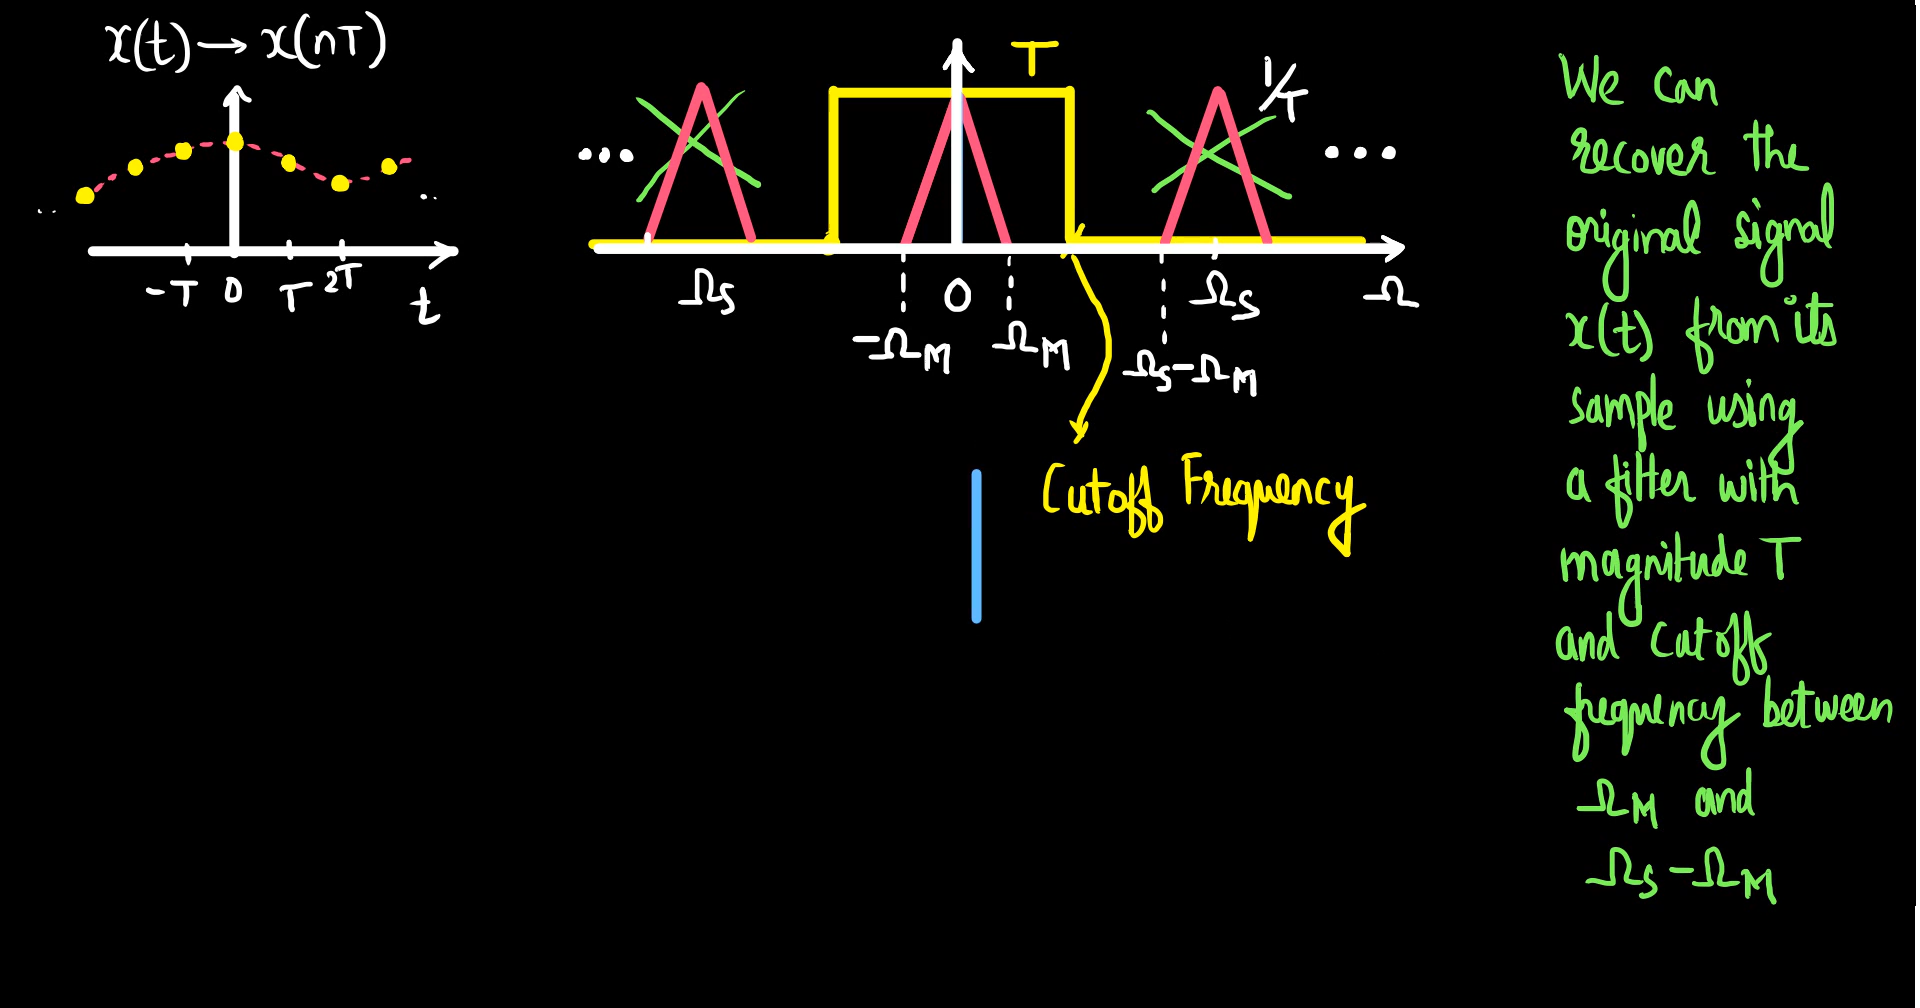 x(t) → x(nT)
-T 0 T 2T t
T
1/T
Ωs 0 Ωs Ω
-ΩM ΩM Ωs-ΩM
Cutoff Frequency
We can
recover the
original signal
x(t) from its
sample using
a filter with
magnitude T
and cutoff
frequency between
ΩM and
Ωs-ΩM